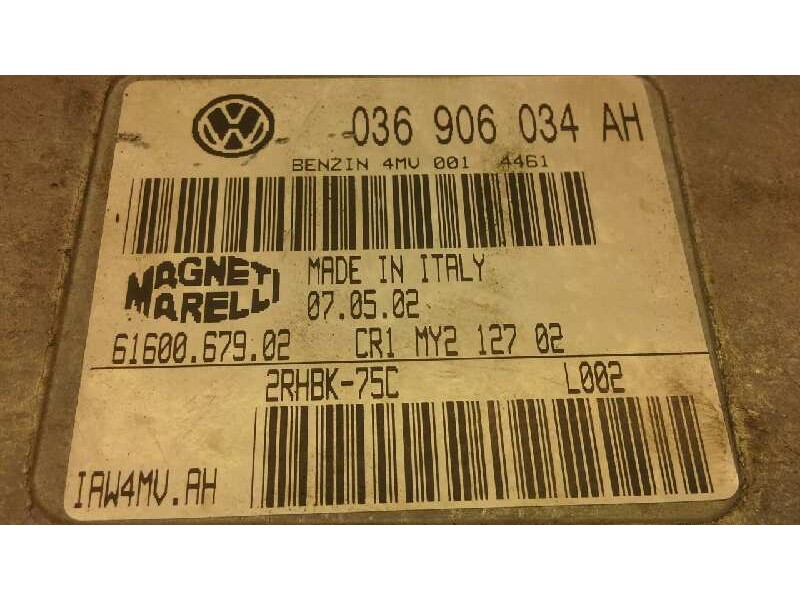 036 906 034 AH
BENZIN 4MV 001 4461
MAGNETI MARELLI
MADE IN ITALY
07.05.02
61600.679.02 CR1 MY2 127 02
2RHBK-75C L002
IAW4MV.AH